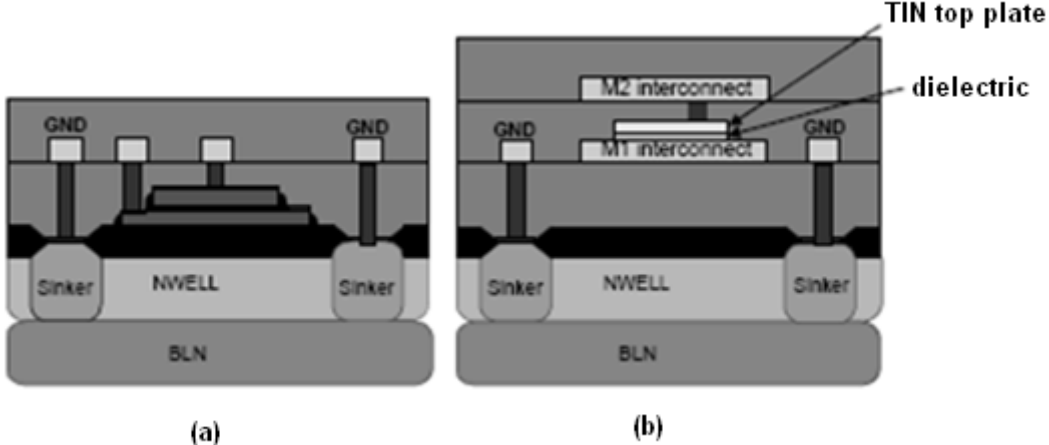 TIN top plate
dielectric
GND
GND
Sinker
NWELL
Sinker
BLN
(a)
M2 interconnect
M1 interconnect
GND
GND
Sinker
NWELL
Sinker
BLN
(b)